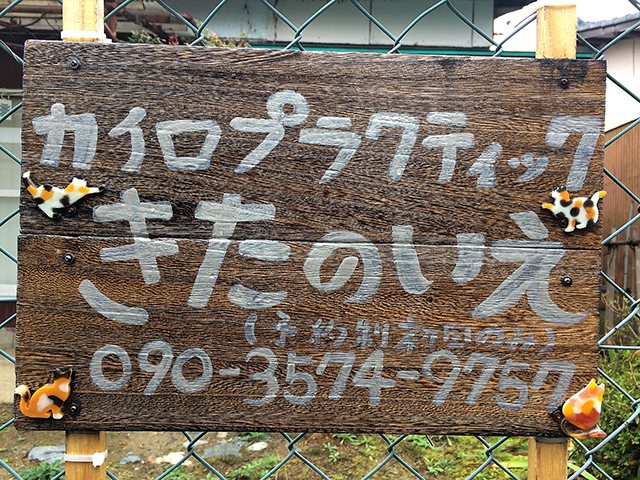 カイロプラクティック
きたのいえ
(予約制新回のみ)
090-3574-9757